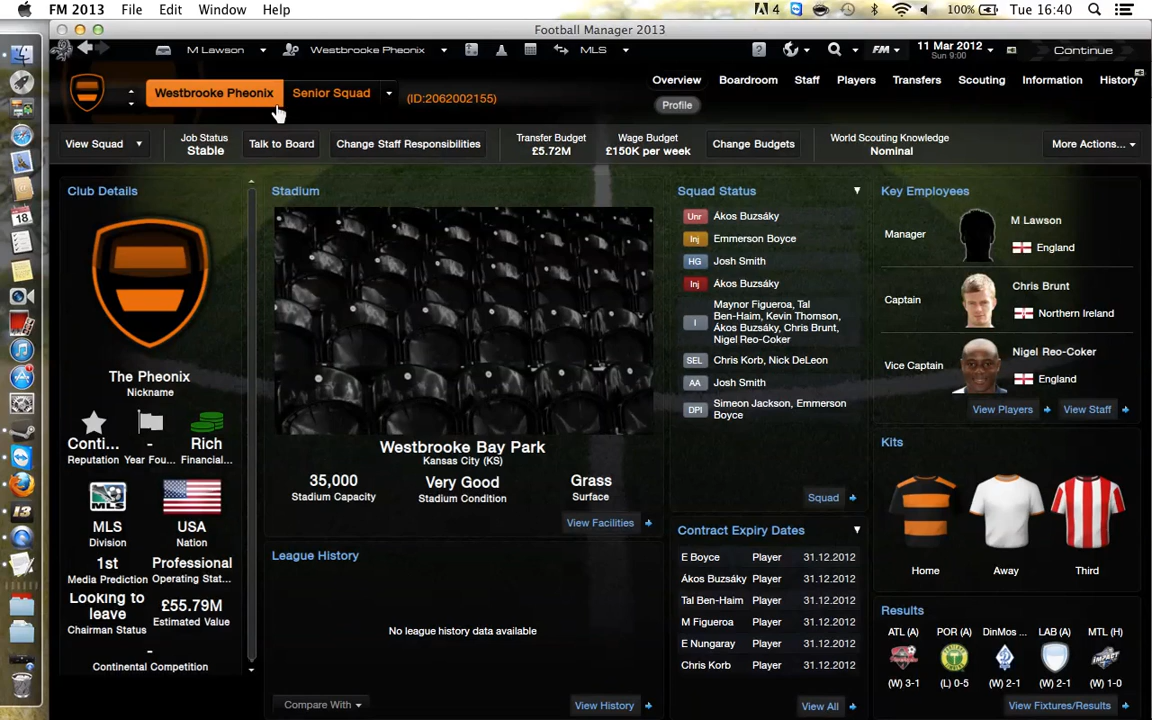 FM 2013 File Edit Window Help 4 100% Tue 16:40
Football Manager 2013
M Lawson Westbrooke Pheonix MLS ? FM 11 Mar 2012 Sun 9:00 Continue
Westbrooke Pheonix Senior Squad (ID:2062002155)
Overview Boardroom Staff Players Transfers Scouting Information History
Profile
View Squad Job Status Stable Talk to Board Change Staff Responsibilities Transfer Budget £5.72M Wage Budget £150K per week Change Budgets World Scouting Knowledge Nominal More Actions...
Club Details
The Pheonix
Nickname
Conti... - Rich
Reputation Year Fou... Financial...
MLS USA
Division Nation
1st Professional
Media Prediction Operating Stat...
Looking to leave £55.79M
Chairman Status Estimated Value
-
Continental Competition
Stadium
Westbrooke Bay Park
Kansas City (KS)
35,000 Very Good Grass
Stadium Capacity Stadium Condition Surface
View Facilities
League History
No league history data available
Compare With View History
Squad Status
Unr Ákos Buzsáky
Inj Emmerson Boyce
HG Josh Smith
Inj Ákos Buzsáky
I Maynor Figueroa, Tal
Ben-Haim, Kevin Thomson,
Ákos Buzsáky, Chris Brunt,
Nigel Reo-Coker
SEL Chris Korb, Nick DeLeon
AA Josh Smith
DPI Simeon Jackson, Emmerson
Boyce
Squad
Contract Expiry Dates
E Boyce Player 31.12.2012
Ákos Buzsáky Player 31.12.2012
Tal Ben-Haim Player 31.12.2012
M Figueroa Player 31.12.2012
E Nungaray Player 31.12.2012
Chris Korb Player 31.12.2012
View All
Key Employees
Manager M Lawson
England
Captain Chris Brunt
Northern Ireland
Vice Captain Nigel Reo-Coker
England
View Players View Staff
Kits
Home Away Third
Results
ATL (A) POR (A) DinMos ... LAB (A) MTL (H)
(W) 3-1 (L) 0-5 (W) 2-1 (W) 2-1 (W) 1-0
View Fixtures/Results